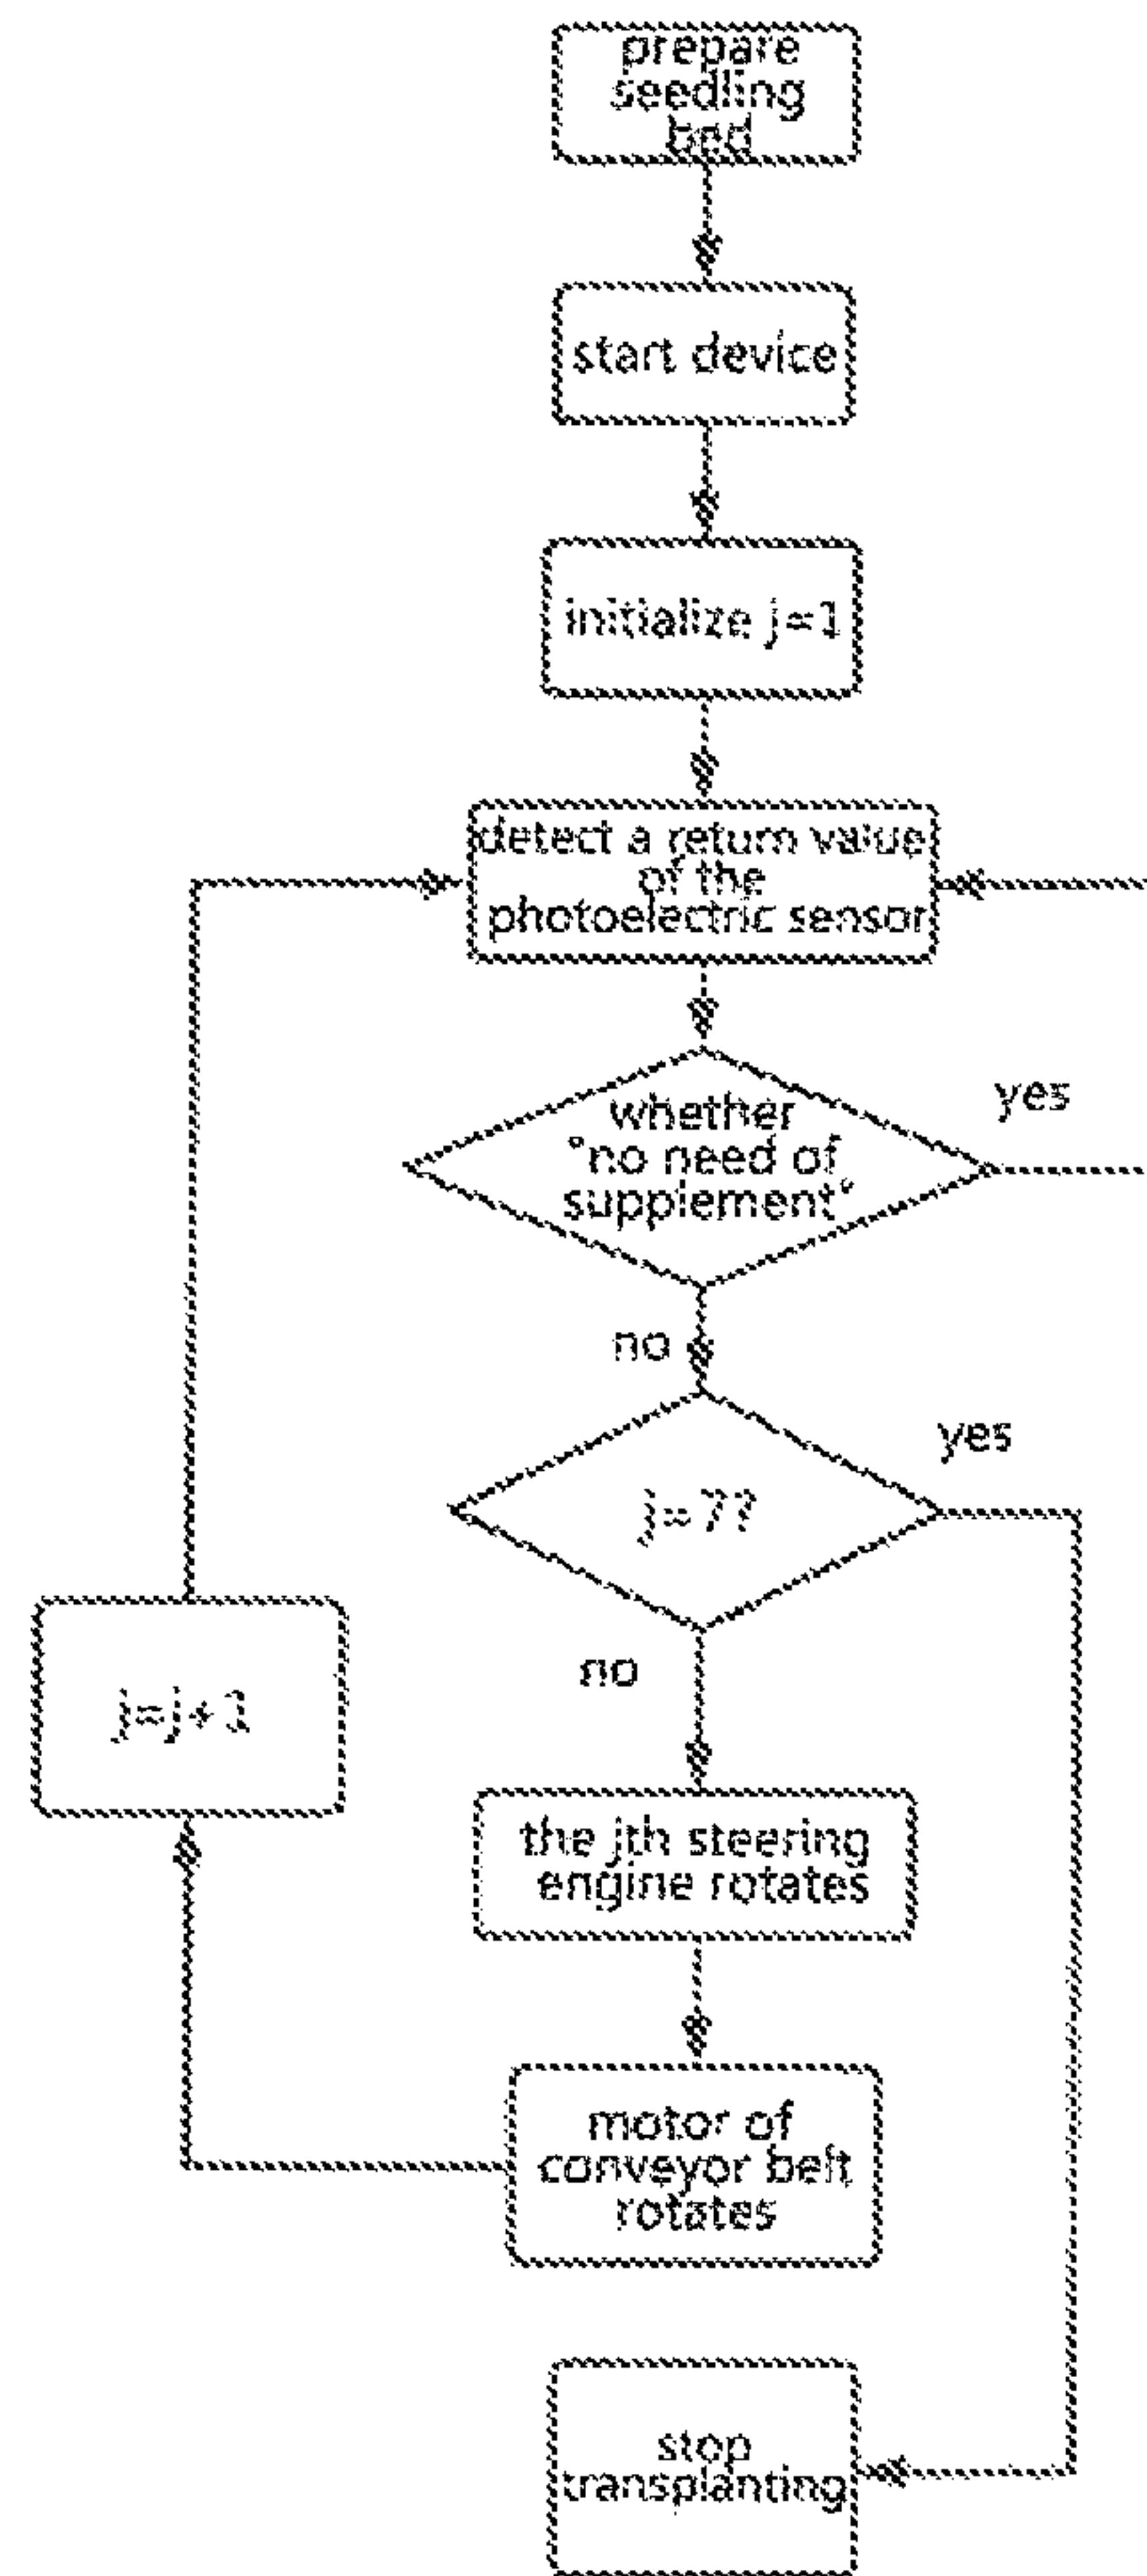 prepare
seedling
bed
start device
initialize j=1
detect a return value
of the
photoelectric sensor
whether
"no need of
supplement"
yes
no
j=7?
yes
no
j=j+1
the jth steering
engine rotates
motor of
conveyor belt
rotates
stop
transplanting